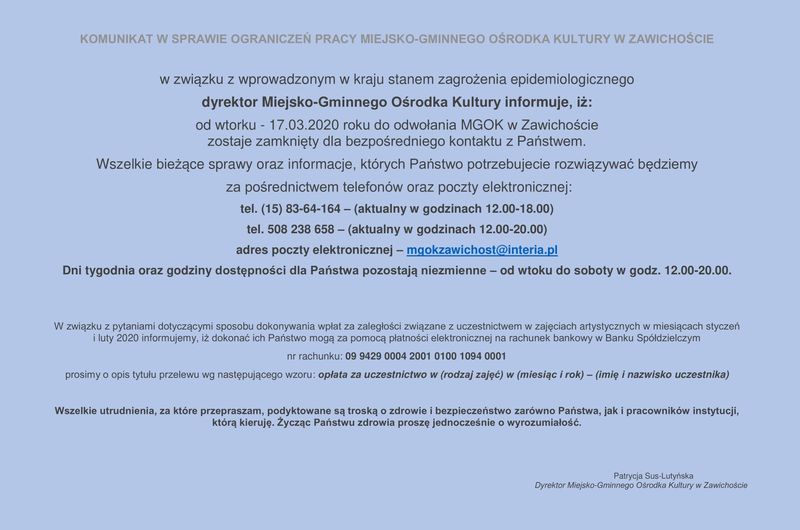 KOMUNIKAT W SPRAWIE OGRANICZEŃ PRACY MIEJSKO-GMINNEGO OŚRODKA KULTURY W ZAWICHOŚCIE
w związku z wprowadzonym w kraju stanem zagrożenia epidemiologicznego
dyrektor Miejsko-Gminnego Ośrodka Kultury informuje, iż:
od wtorku - 17.03.2020 roku do odwołania MGOK w Zawichoście
zostaje zamknięty dla bezpośredniego kontaktu z Państwem.
Wszelkie bieżące sprawy oraz informacje, których Państwo potrzebujecie rozwiązywać będziemy
za pośrednictwem telefonów oraz poczty elektronicznej:
tel. (15) 83-64-164 – (aktualny w godzinach 12.00-18.00)
tel. 508 238 658 – (aktualny w godzinach 12.00-20.00)
adres poczty elektronicznej – mgokzawichost@interia.pl
Dni tygodnia oraz godziny dostępności dla Państwa pozostają niezmienne – od wtoku do soboty w godz. 12.00-20.00.
W związku z pytaniami dotyczącymi sposobu dokonywania wpłat za zaległości związane z uczestnictwem w zajęciach artystycznych w miesiącach styczeń
i luty 2020 informujemy, iż dokonać ich Państwo mogą za pomocą płatności elektronicznej na rachunek bankowy w Banku Spółdzielczym
nr rachunku: 09 9429 0004 2001 0100 1094 0001
prosimy o opis tytułu przelewu wg następującego wzoru: opłata za uczestnictwo w (rodzaj zajęć) w (miesiąc i rok) – (imię i nazwisko uczestnika)
Wszelkie utrudnienia, za które przepraszam, podyktowane są troską o zdrowie i bezpieczeństwo zarówno Państwa, jak i pracowników instytucji,
którą kieruję. Życząc Państwu zdrowia proszę jednocześnie o wyrozumiałość.
Patrycja Sus-Lutyńska
Dyrektor Miejsko-Gminnego Ośrodka Kultury w Zawichoście